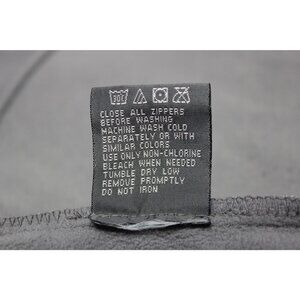 CLOSE ALL ZIPPERS
BEFORE WASHING
MACHINE WASH COLD
SEPARATELY OR WITH
SIMILAR COLORS
USE ONLY NON-CHLORINE
BLEACH WHEN NEEDED
TUMBLE DRY LOW
REMOVE PROMPTLY
DO NOT IRON